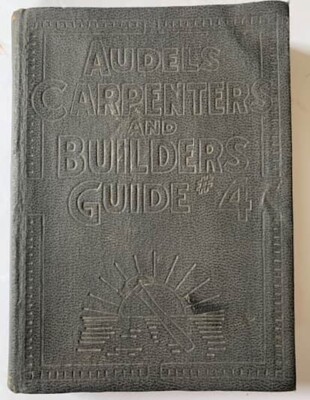 AUDELS
CARPENTERS
AND
BUILDERS
GUIDE #4